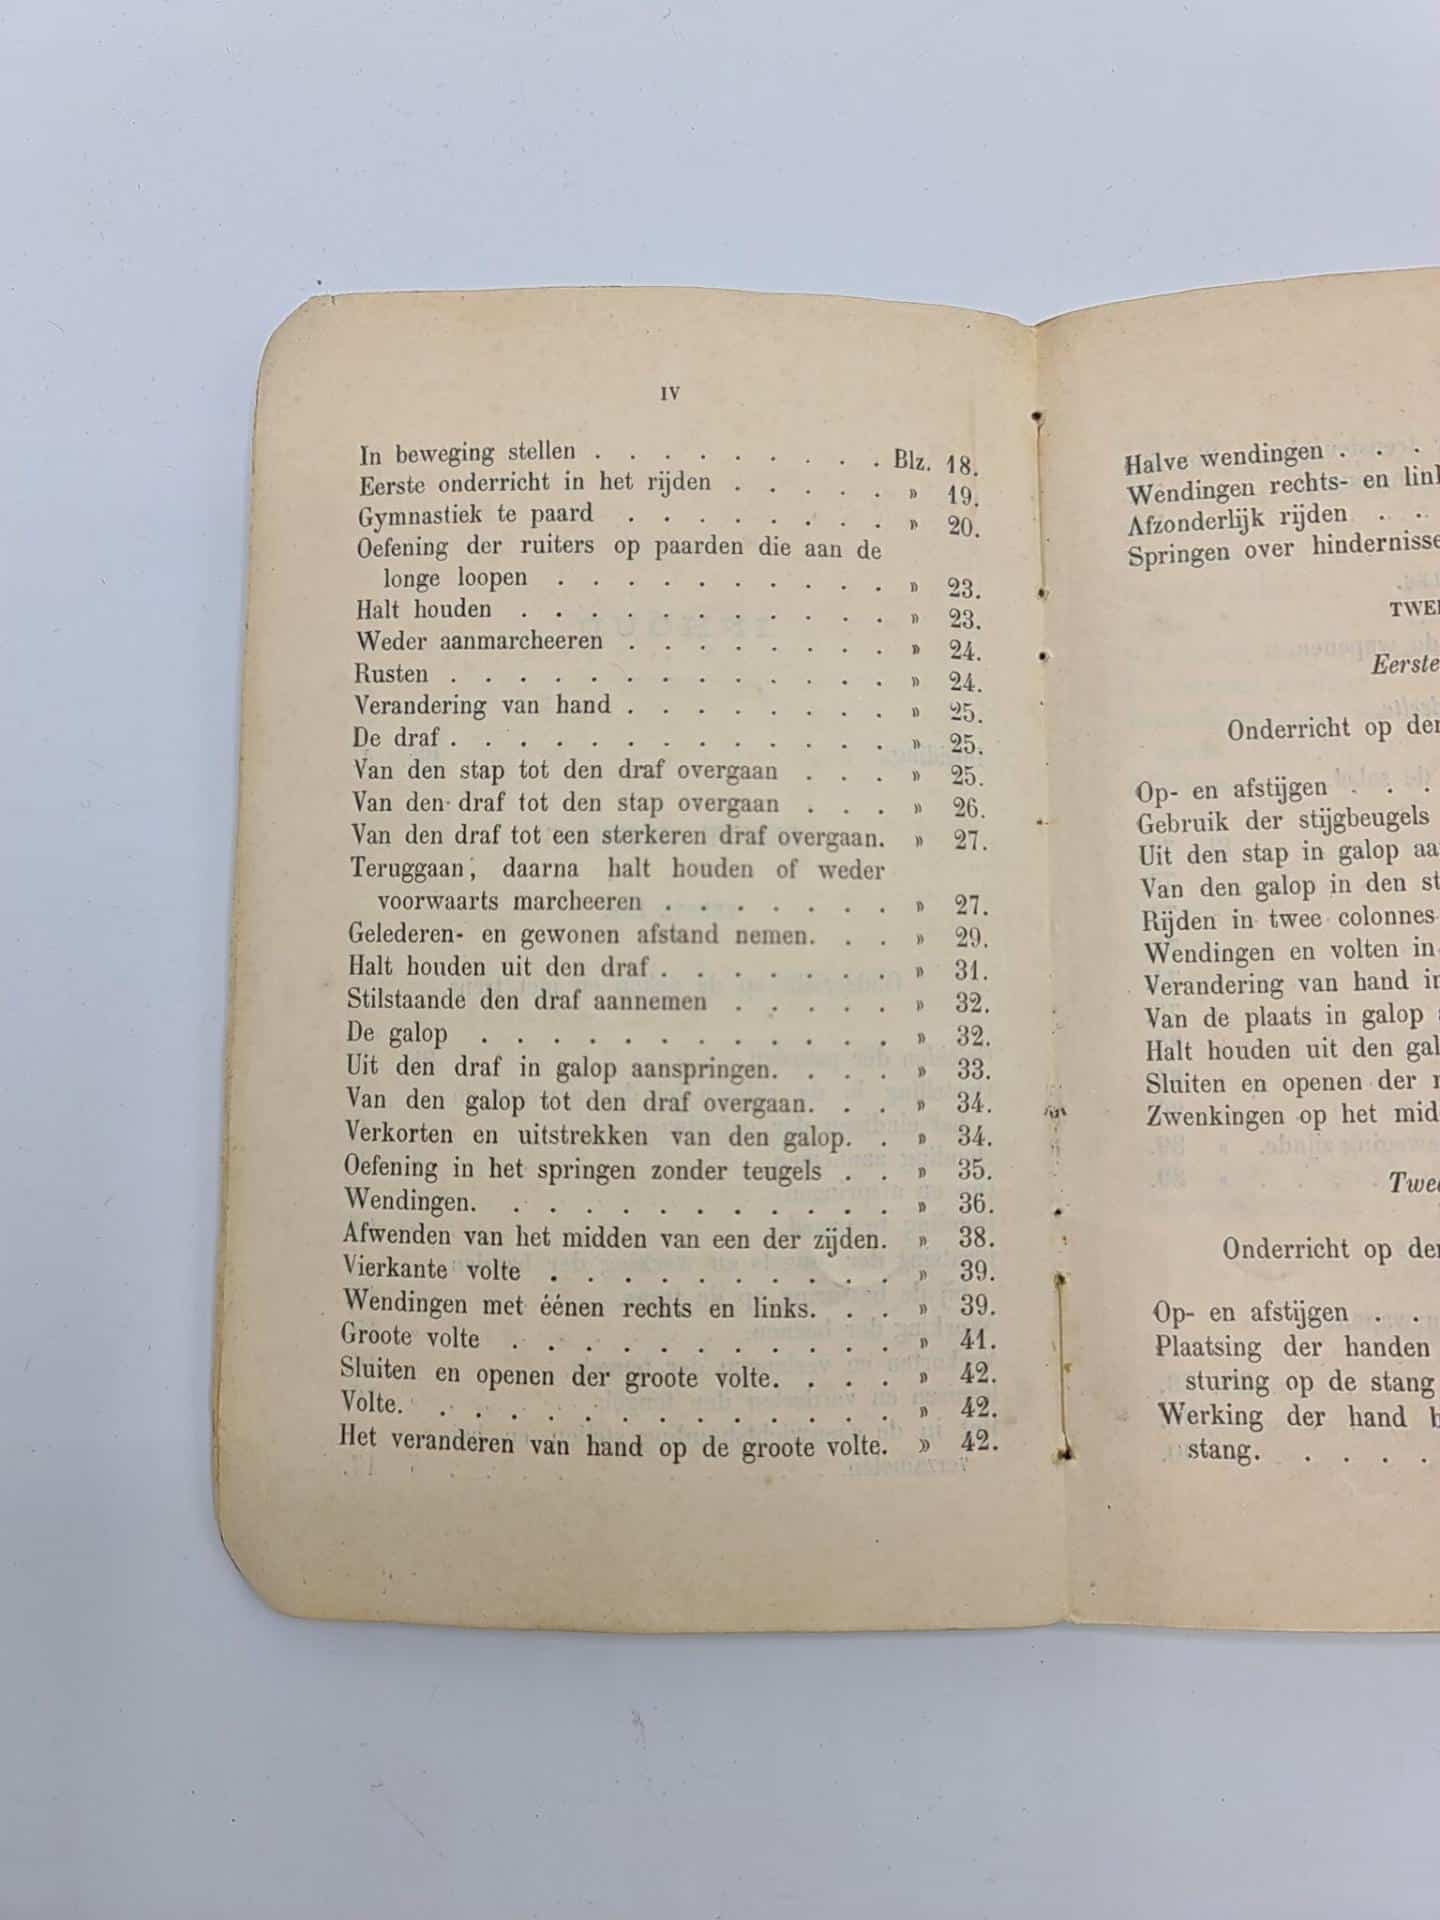 IV
In beweging stellen . . . . . . . . . Blz. 18.
Eerste onderricht in het rijden . . . . . » 19.
Gymnastiek te paard . . . . . . . . » 20.
Oefening der ruiters op paarden die aan de
longe loopen . . . . . . . . . . » 23.
Halt houden . . . . . . . . . . . » 23.
Weder aanmarcheeren . . . . . . . . » 24.
Rusten . . . . . . . . . . . . . » 24.
Verandering van hand . . . . . . . . » 25.
De draf . . . . . . . . . . . . . » 25.
Van den stap tot den draf overgaan . . . » 25.
Van den draf tot den stap overgaan . . . » 26.
Van den draf tot een sterkeren draf overgaan. » 27.
Teruggaan, daarna halt houden of weder
voorwaarts marcheeren . . . . . . . » 27.
Gelederen- en gewonen afstand nemen. . . » 29.
Halt houden uit den draf . . . . . . . » 31.
Stilstaande den draf aannemen . . . . . » 32.
De galop . . . . . . . . . . . . » 32.
Uit den draf in galop aanspringen. . . . » 33.
Van den galop tot den draf overgaan. . . » 34.
Verkorten en uitstrekken van den galop. . » 34.
Oefening in het springen zonder teugels . . » 35.
Wendingen. . . . . . . . . . . . » 36.
Afwenden van het midden van een der zijden. » 38.
Vierkante volte . . . . . . . . . . » 39.
Wendingen met éénen rechts en links. . . » 39.
Groote volte . . . . . . . . . . . » 41.
Sluiten en openen der groote volte. . . . » 42.
Volte. . . . . . . . . . . . . . » 42.
Het veranderen van hand op de groote volte. » 42.
Halve wendingen . . . .
Wendingen rechts- en
Afzonderlijk rijden . .
Springen over
Eerste
Onderricht op
Op- en afstijgen . . .
Gebruik der stijgbeugels
Uit den stap in galop
Van den galop in den
Rijden in twee colonnes
Wendingen en volten in
Verandering van hand
Van de plaats in galop
Halt houden uit den
Sluiten en openen der
Zwenkingen op het
Onderricht op
Op- en afstijgen . .
Plaatsing der handen
sturing op de stang
Werking der hand
stang. . . . .